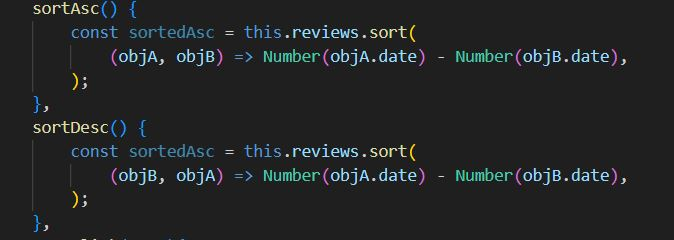 sortAsc() {
const sortedAsc = this.reviews.sort(
(objA, objB) => Number(objA.date) - Number(objB.date),
);
},
sortDesc() {
const sortedAsc = this.reviews.sort(
(objB, objA) => Number(objA.date) - Number(objB.date),
);
},